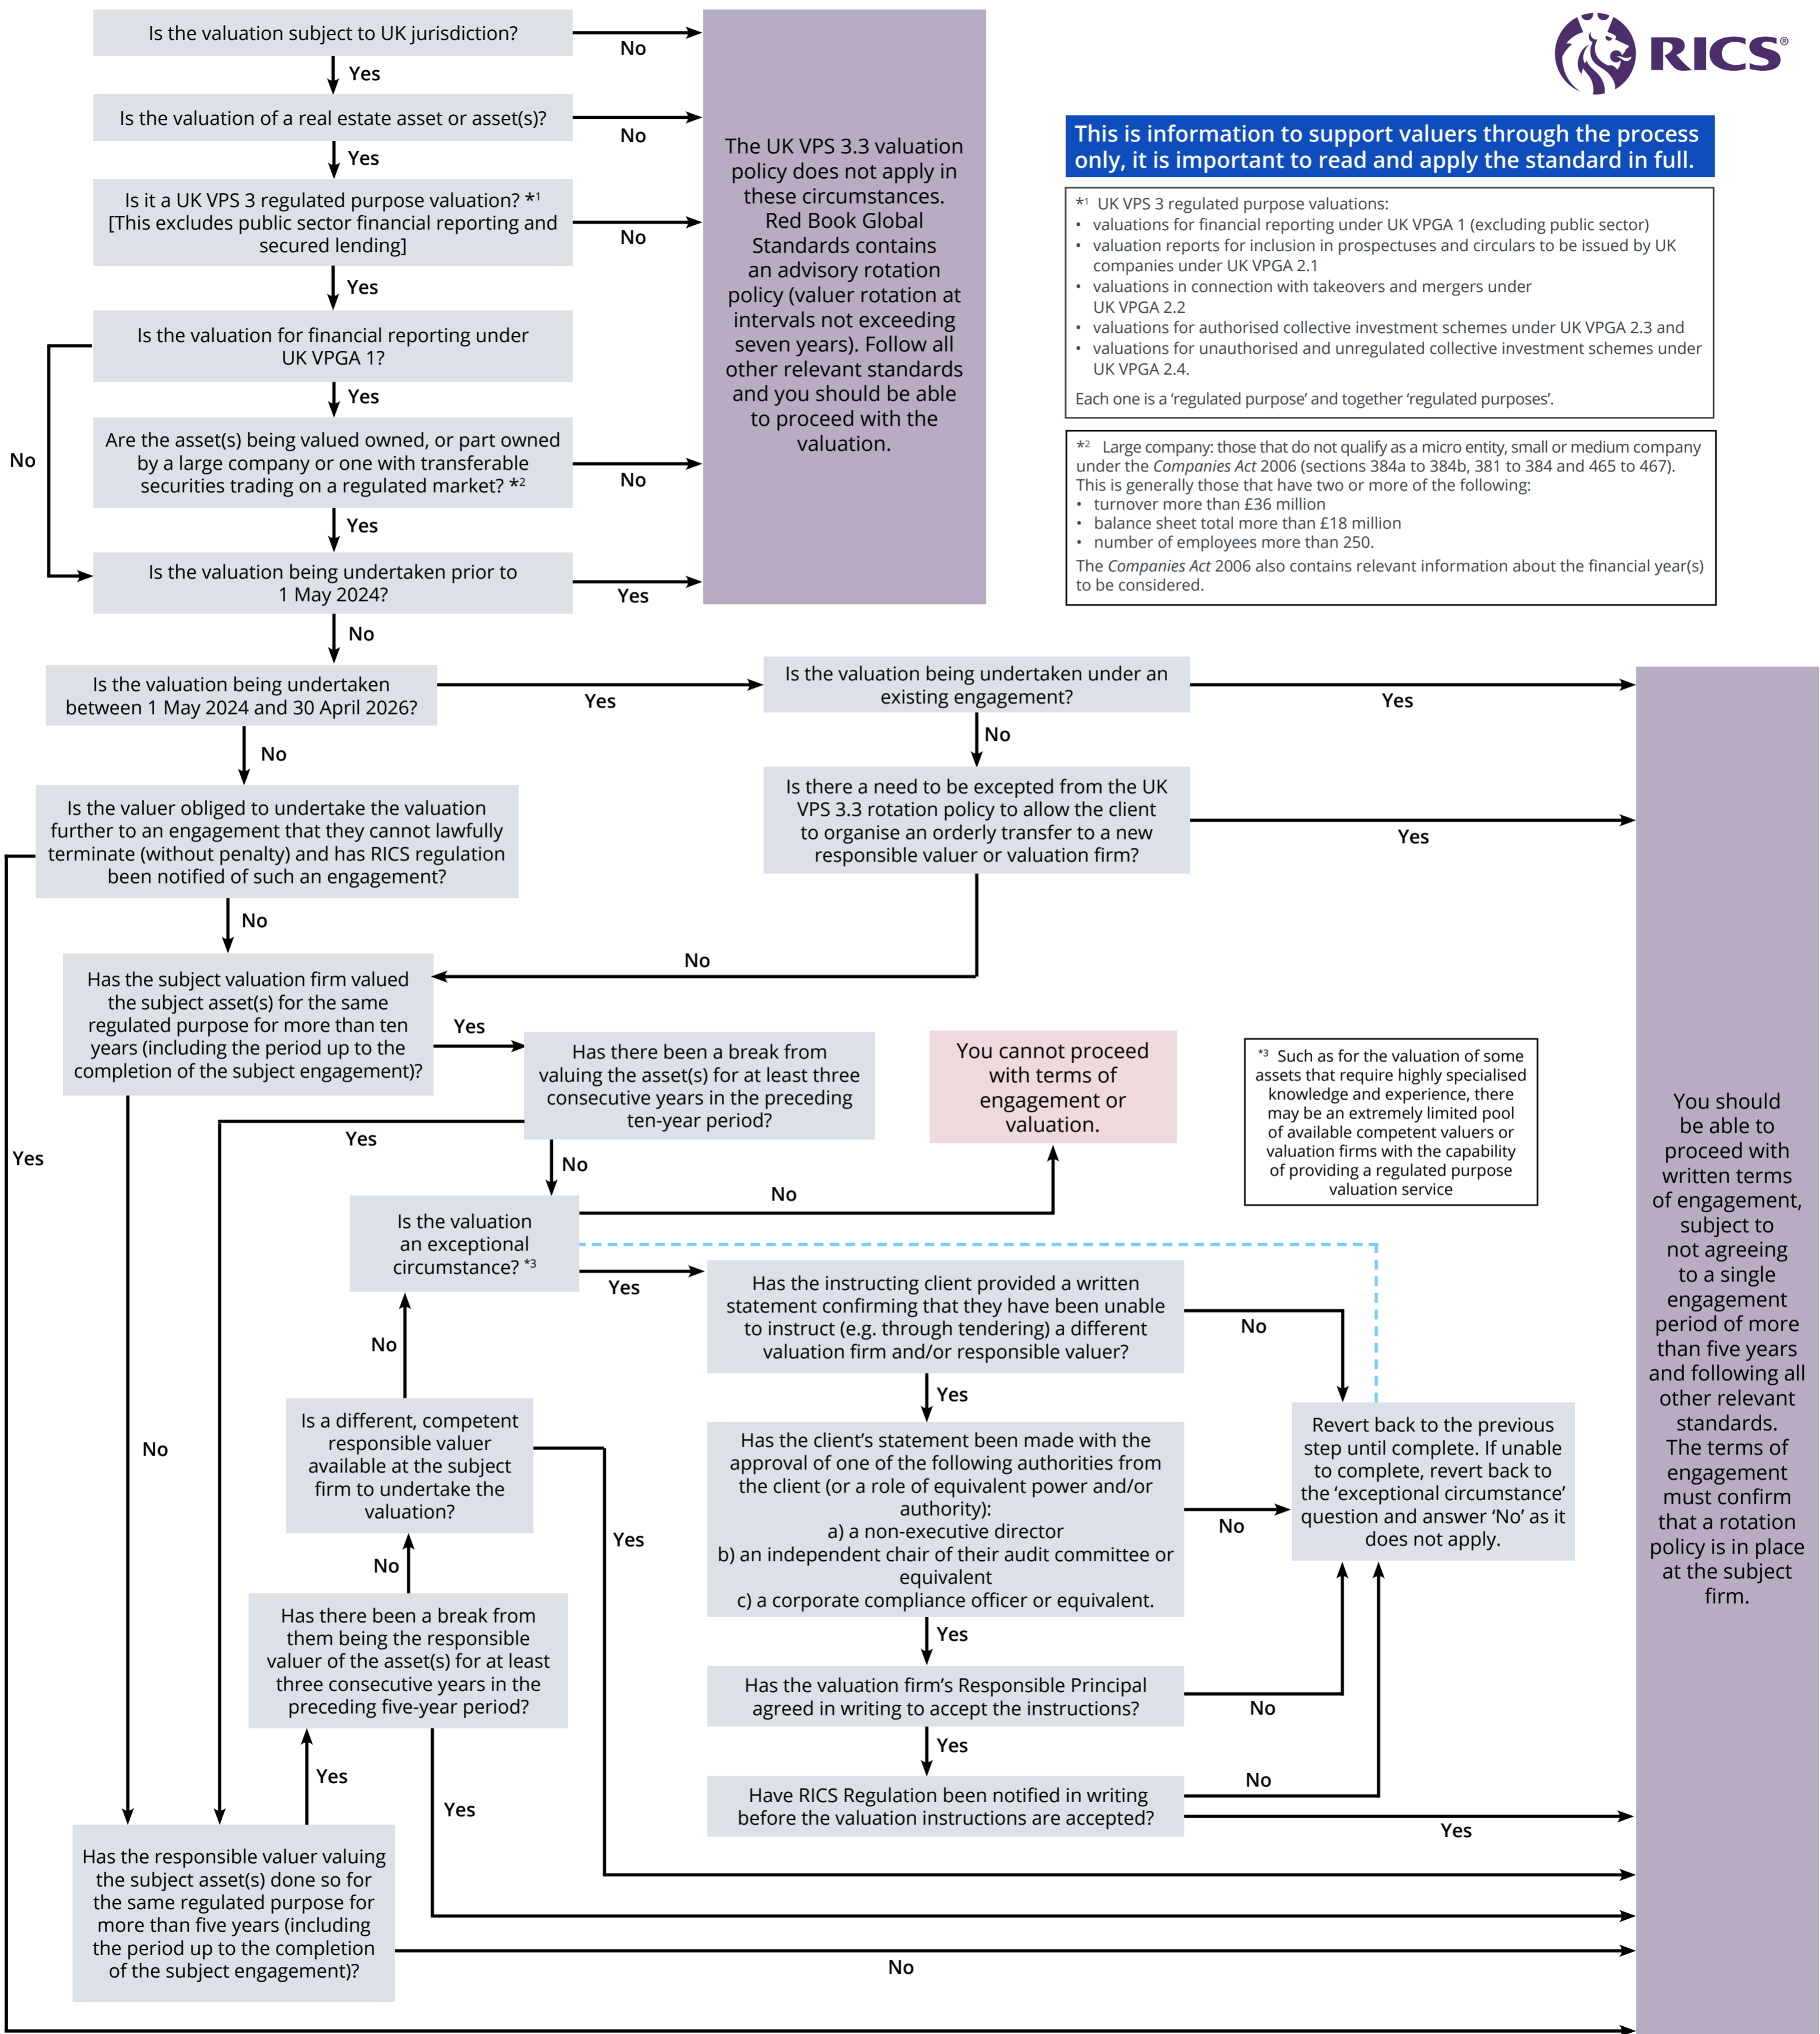 Is the valuation subject to UK jurisdiction?
No
Yes
Is the valuation of a real estate asset or asset(s)?
No
Yes
Is it a UK VPS 3 regulated purpose valuation? *1
[This excludes public sector financial reporting and
secured lending]
No
Yes
Is the valuation for financial reporting under
UK VPGA 1?
No
Yes
Are the asset(s) being valued owned, or part owned
by a large company or one with transferable
securities trading on a regulated market? *2
No
Yes
Is the valuation being undertaken prior to
1 May 2024?
Yes
No
The UK VPS 3.3 valuation
policy does not apply in
these circumstances.
Red Book Global
Standards contains
an advisory rotation
policy (valuer rotation at
intervals not exceeding
seven years). Follow all
other relevant standards
and you should be able
to proceed with the
valuation.
RICS®
This is information to support valuers through the process
only, it is important to read and apply the standard in full.
*1 UK VPS 3 regulated purpose valuations:
• valuations for financial reporting under UK VPGA 1 (excluding public sector)
• valuation reports for inclusion in prospectuses and circulars to be issued by UK
companies under UK VPGA 2.1
• valuations in connection with takeovers and mergers under
UK VPGA 2.2
• valuations for authorised collective investment schemes under UK VPGA 2.3 and
• valuations for unauthorised and unregulated collective investment schemes under
UK VPGA 2.4.
Each one is a ‘regulated purpose’ and together ‘regulated purposes’.
*2 Large company: those that do not qualify as a micro entity, small or medium company
under the Companies Act 2006 (sections 384a to 384b, 381 to 384 and 465 to 467).
This is generally those that have two or more of the following:
• turnover more than £36 million
• balance sheet total more than £18 million
• number of employees more than 250.
The Companies Act 2006 also contains relevant information about the financial year(s)
to be considered.
Is the valuation being undertaken
between 1 May 2024 and 30 April 2026?
Yes
No
Is the valuation being undertaken under an
existing engagement?
Yes
No
Is the valuer obliged to undertake the valuation
further to an engagement that they cannot lawfully
terminate (without penalty) and has RICS regulation
been notified of such an engagement?
Yes
No
Is there a need to be excepted from the UK
VPS 3.3 rotation policy to allow the client
to organise an orderly transfer to a new
responsible valuer or valuation firm?
Yes
No
Has the subject valuation firm valued
the subject asset(s) for the same
regulated purpose for more than ten
years (including the period up to the
completion of the subject engagement)?
Yes
No
Has there been a break from
valuing the asset(s) for at least three
consecutive years in the preceding
ten-year period?
Yes
No
You cannot proceed
with terms of
engagement or
valuation.
*3 Such as for the valuation of some
assets that require highly specialised
knowledge and experience, there
may be an extremely limited pool
of available competent valuers or
valuation firms with the capability
of providing a regulated purpose
valuation service
Is the valuation
an exceptional
circumstance? *3
No
Yes
Has the instructing client provided a written
statement confirming that they have been unable
to instruct (e.g. through tendering) a different
valuation firm and/or responsible valuer?
No
Yes
No
Is a different, competent
responsible valuer
available at the subject
firm to undertake the
valuation?
Yes
No
Has the client’s statement been made with the
approval of one of the following authorities from
the client (or a role of equivalent power and/or
authority):
a) a non-executive director
b) an independent chair of their audit committee or
equivalent
c) a corporate compliance officer or equivalent.
No
Yes
Revert back to the previous
step until complete. If unable
to complete, revert back to
the ‘exceptional circumstance’
question and answer ‘No’ as it
does not apply.
Has there been a break from
them being the responsible
valuer of the asset(s) for at least
three consecutive years in the
preceding five-year period?
Yes
Yes
Has the valuation firm’s Responsible Principal
agreed in writing to accept the instructions?
No
Yes
Have RICS Regulation been notified in writing
before the valuation instructions are accepted?
No
Yes
Has the responsible valuer valuing
the subject asset(s) done so for
the same regulated purpose for
more than five years (including
the period up to the completion
of the subject engagement)?
No
You should
be able to
proceed with
written terms
of engagement,
subject to
not agreeing
to a single
engagement
period of more
than five years
and following all
other relevant
standards.
The terms of
engagement
must confirm
that a rotation
policy is in place
at the subject
firm.